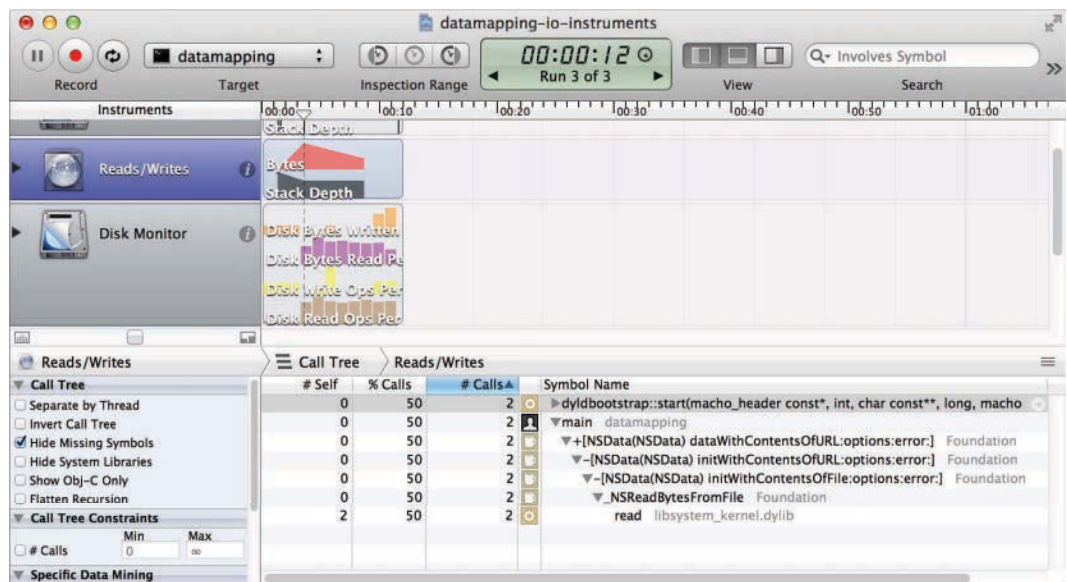 datamapping-io-instruments
datamapping
00:00:12
Run 3 of 3
Involves Symbol
Record Target Inspection Range View Search
Instruments 00:00 00:10 00:20 00:30 00:40 00:50 01:00
Stack Depth
Reads/Writes
Bytes
Stack Depth
Disk Monitor
Disk Bytes Written
Disk Bytes Read Pe
Disk Write Ops Per
Disk Read Ops Per
Reads/Writes Call Tree Reads/Writes
Call Tree # Self % Calls # Calls Symbol Name
Separate by Thread 0 50 2 dyldbootstrap::start(macho_header const*, int, char const**, long, macho
Invert Call Tree 0 50 2 main datamapping
Hide Missing Symbols 0 50 2 +[NSData(NSData) dataWithContentsOfURL:options:error:] Foundation
Hide System Libraries 0 50 2 -[NSData(NSData) initWithContentsOfURL:options:error:] Foundation
Show Obj-C Only 0 50 2 -[NSData(NSData) initWithContentsOfFile:options:error:] Foundation
Flatten Recursion 0 50 2 _NSReadBytesFromFile Foundation
Call Tree Constraints 2 50 2 read libsystem_kernel.dylib
Min Max
# Calls 0 ∞
Specific Data Mining